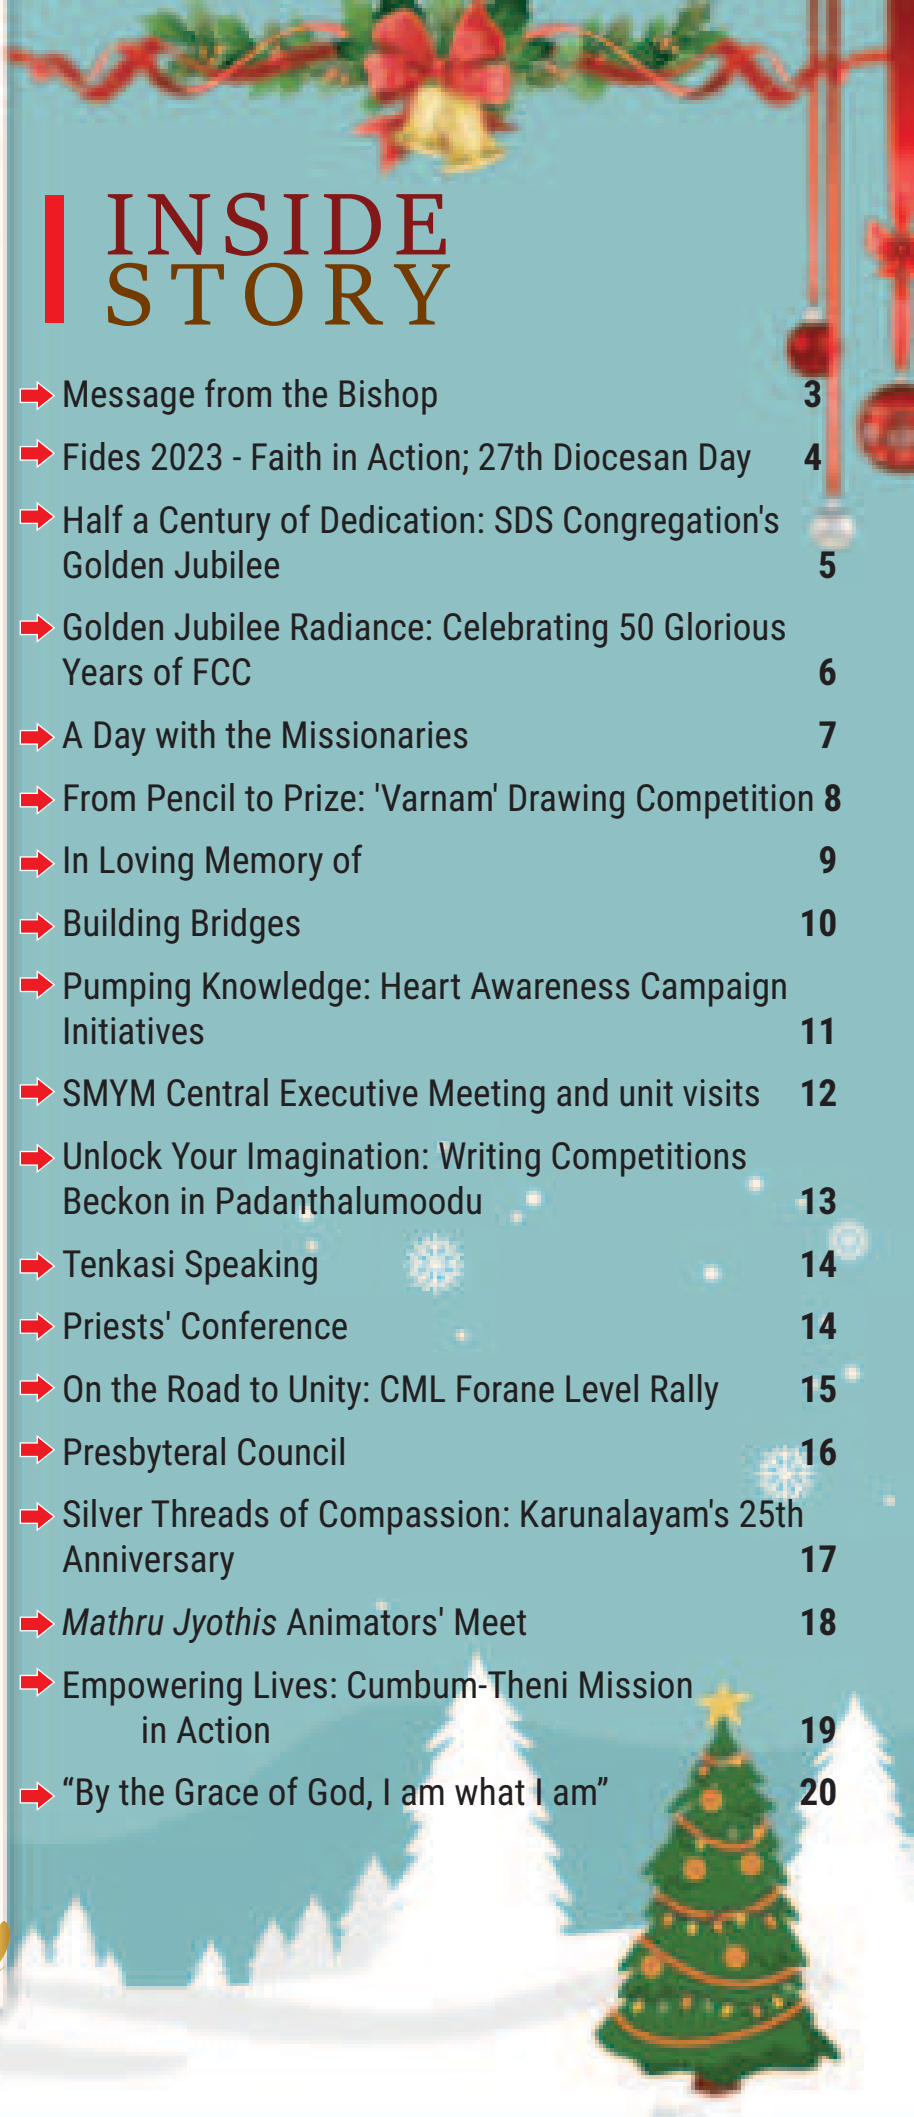 INSIDE
STORY
Message from the Bishop 3
Fides 2023 - Faith in Action; 27th Diocesan Day 4
Half a Century of Dedication: SDS Congregation's
Golden Jubilee 5
Golden Jubilee Radiance: Celebrating 50 Glorious
Years of FCC 6
A Day with the Missionaries 7
From Pencil to Prize: 'Varnam' Drawing Competition 8
In Loving Memory of 9
Building Bridges 10
Pumping Knowledge: Heart Awareness Campaign
Initiatives 11
SMYM Central Executive Meeting and unit visits 12
Unlock Your Imagination: Writing Competitions
Beckon in Padanthalumoodu 13
Tenkasi Speaking 14
Priests' Conference 14
On the Road to Unity: CML Forane Level Rally 15
Presbyteral Council 16
Silver Threads of Compassion: Karunalayam's 25th
Anniversary 17
Mathru Jyothis Animators' Meet 18
Empowering Lives: Cumbum-Theni Mission
in Action 19
“By the Grace of God, I am what I am” 20